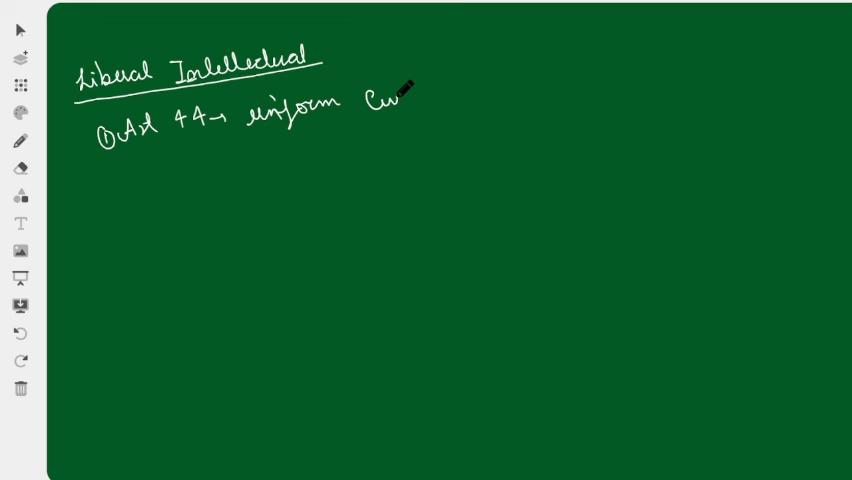 Liberal Intellectual
① Art 44 → uniform